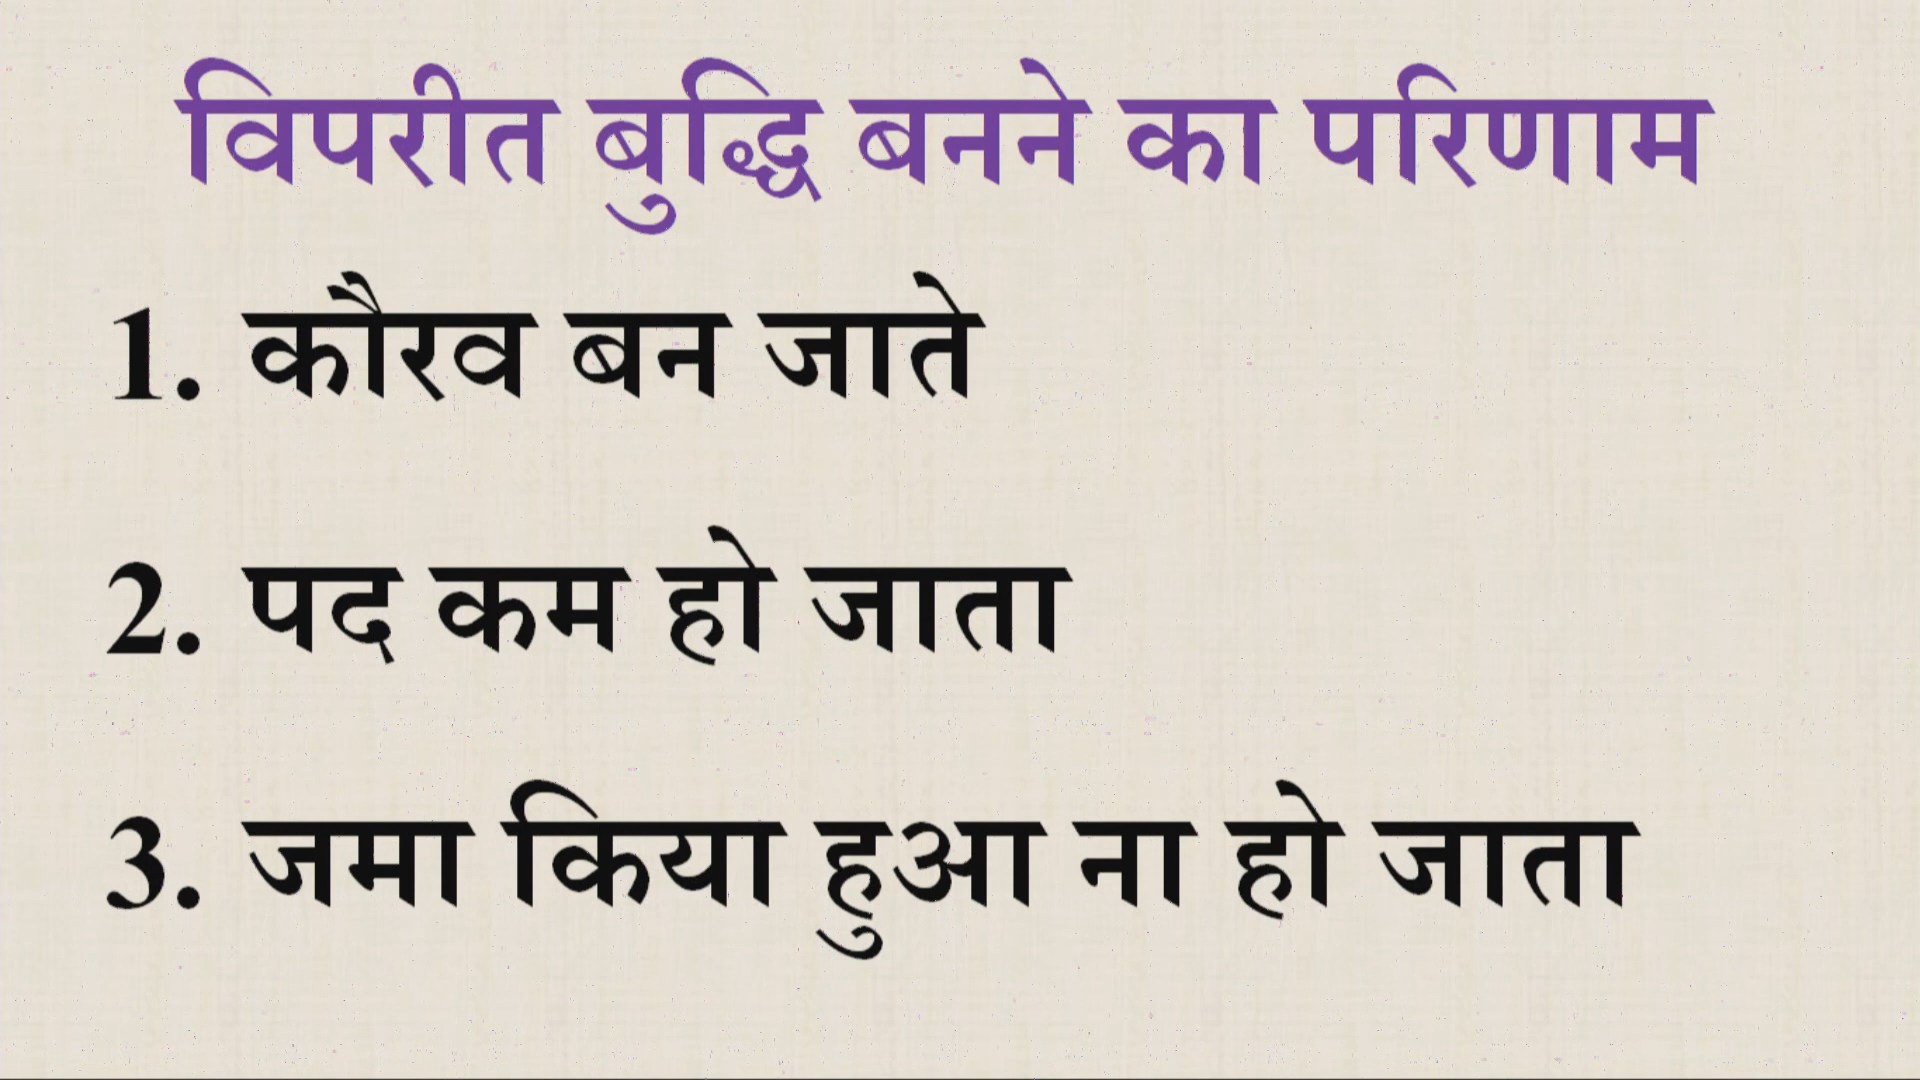 विपरीत बुद्धि बनने का परिणाम
1. कौरव बन जाते
2. पद कम हो जाता
3. जमा किया हुआ ना हो जाता